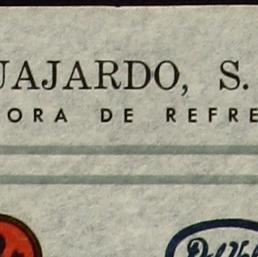 UAJARDO, S.
ORA DE REFRE